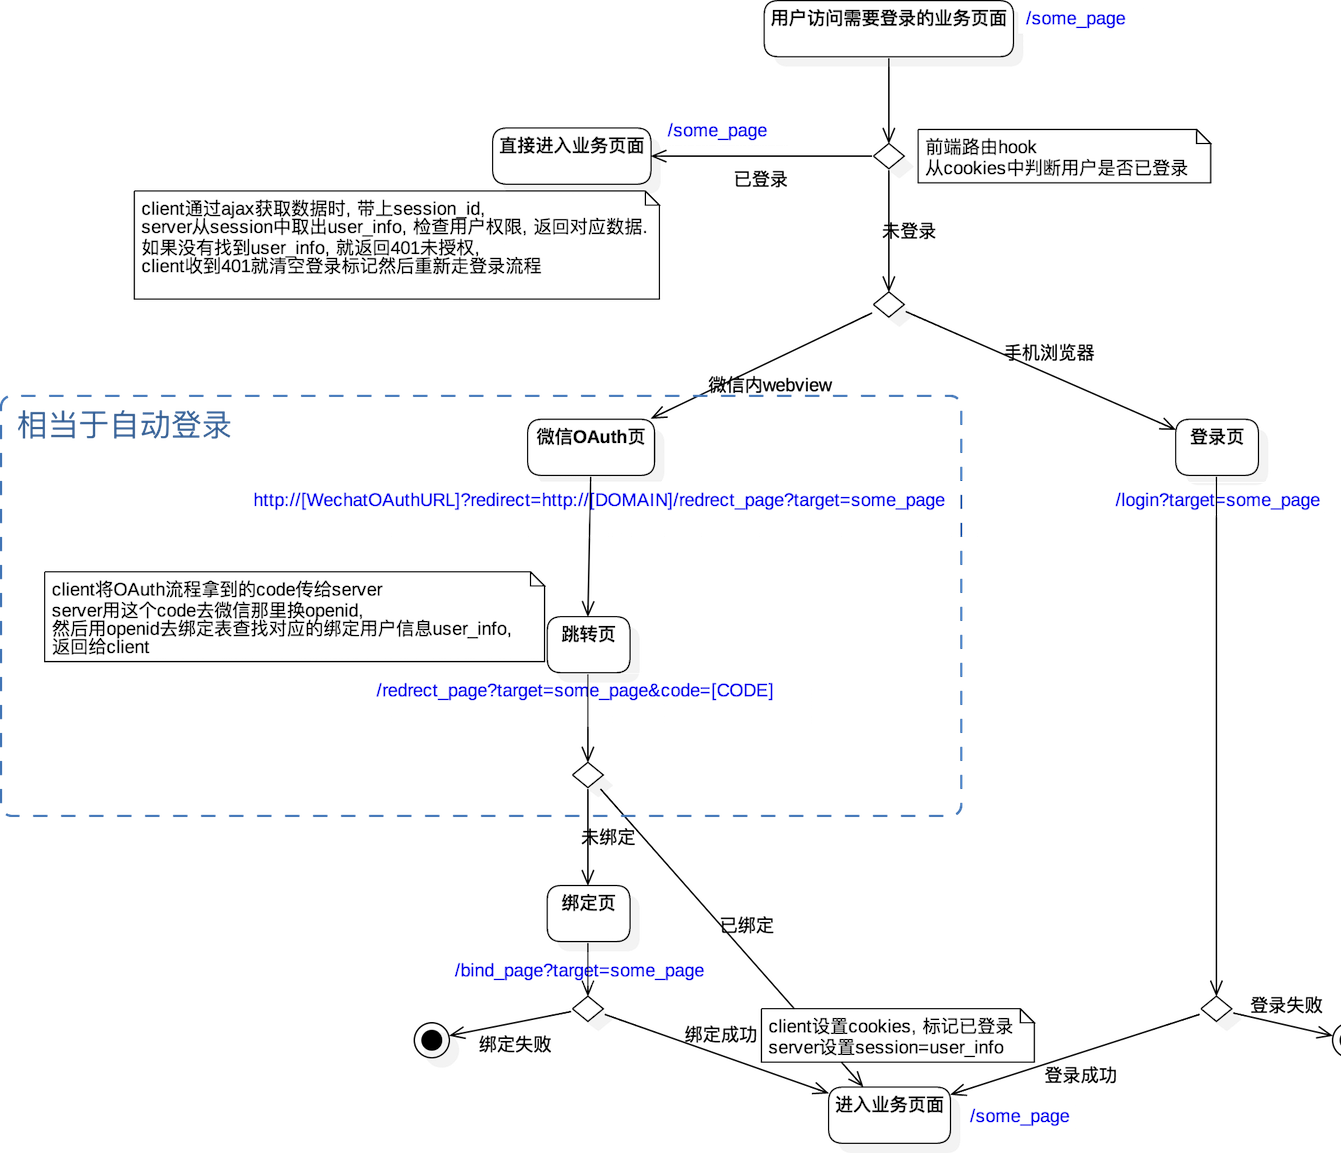 用户访问需要登录的业务页面
/some_page
/some_page
直接进入业务页面
已登录
前端路由hook
从cookies中判断用户是否已登录
client通过ajax获取数据时, 带上session_id,
server从session中取出user_info, 检查用户权限, 返回对应数据.
如果没有找到user_info, 就返回401未授权,
client收到401就清空登录标记然后重新走登录流程
未登录
手机浏览器
微信内webview
相当于自动登录
微信OAuth页
登录页
http://[WechatOAuthURL]?redirect=http://[DOMAIN]/redrect_page?target=some_page
/login?target=some_page
client将OAuth流程拿到的code传给server
server用这个code去微信那里换openid,
然后用openid去绑定表查找对应的绑定用户信息user_info,
返回给client
跳转页
/redrect_page?target=some_page&code=[CODE]
未绑定
绑定页
已绑定
/bind_page?target=some_page
绑定失败
绑定成功
client设置cookies, 标记已登录
server设置session=user_info
登录失败
登录成功
进入业务页面
/some_page